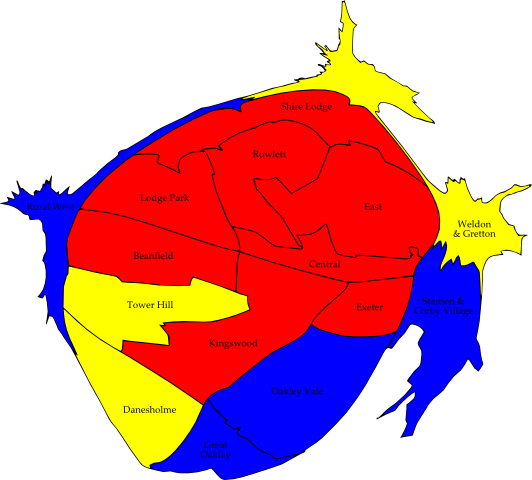 Shire Lodge
Rowlett
Lodge Park
Rural West
East
Weldon
& Gretton
Beanfield
Central
Tower Hill
Exeter
Stanion &
Corby Village
Kingswood
Oakley Vale
Danesholme
Great
Oakley